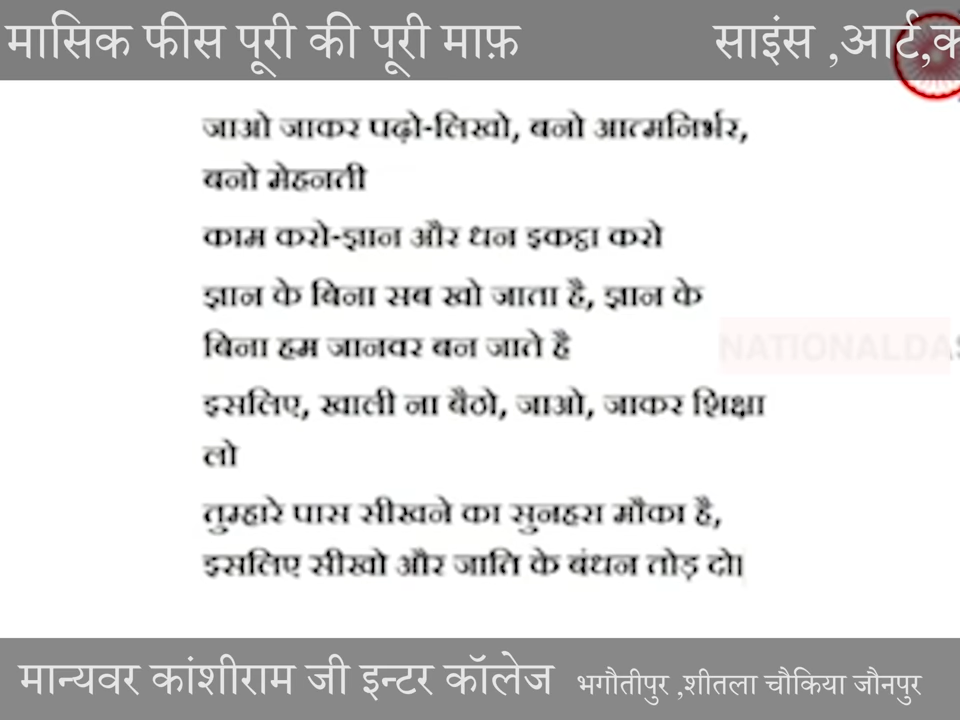 मासिक फीस पूरी की पूरी माफ़ साइंस ,आर्ट,क
जाओ जाकर पढ़ो-लिखो, बनो आत्मनिर्भर,
बनो मेहनती
काम करो-ज्ञान और धन इकट्ठा करो
ज्ञान के बिना सब खो जाता है, ज्ञान के
बिना हम जानवर बन जाते है
NATIONALDAS
इसलिए, खाली ना बैठो, जाओ, जाकर शिक्षा
लो
तुम्हारे पास सीखने का सुनहरा मौका है,
इसलिए सीखो और जाति के बंधन तोड़ दो।
मान्यवर कांशीराम जी इन्टर कॉलेज भगौतीपुर ,शीतला चौकिया जौनपुर